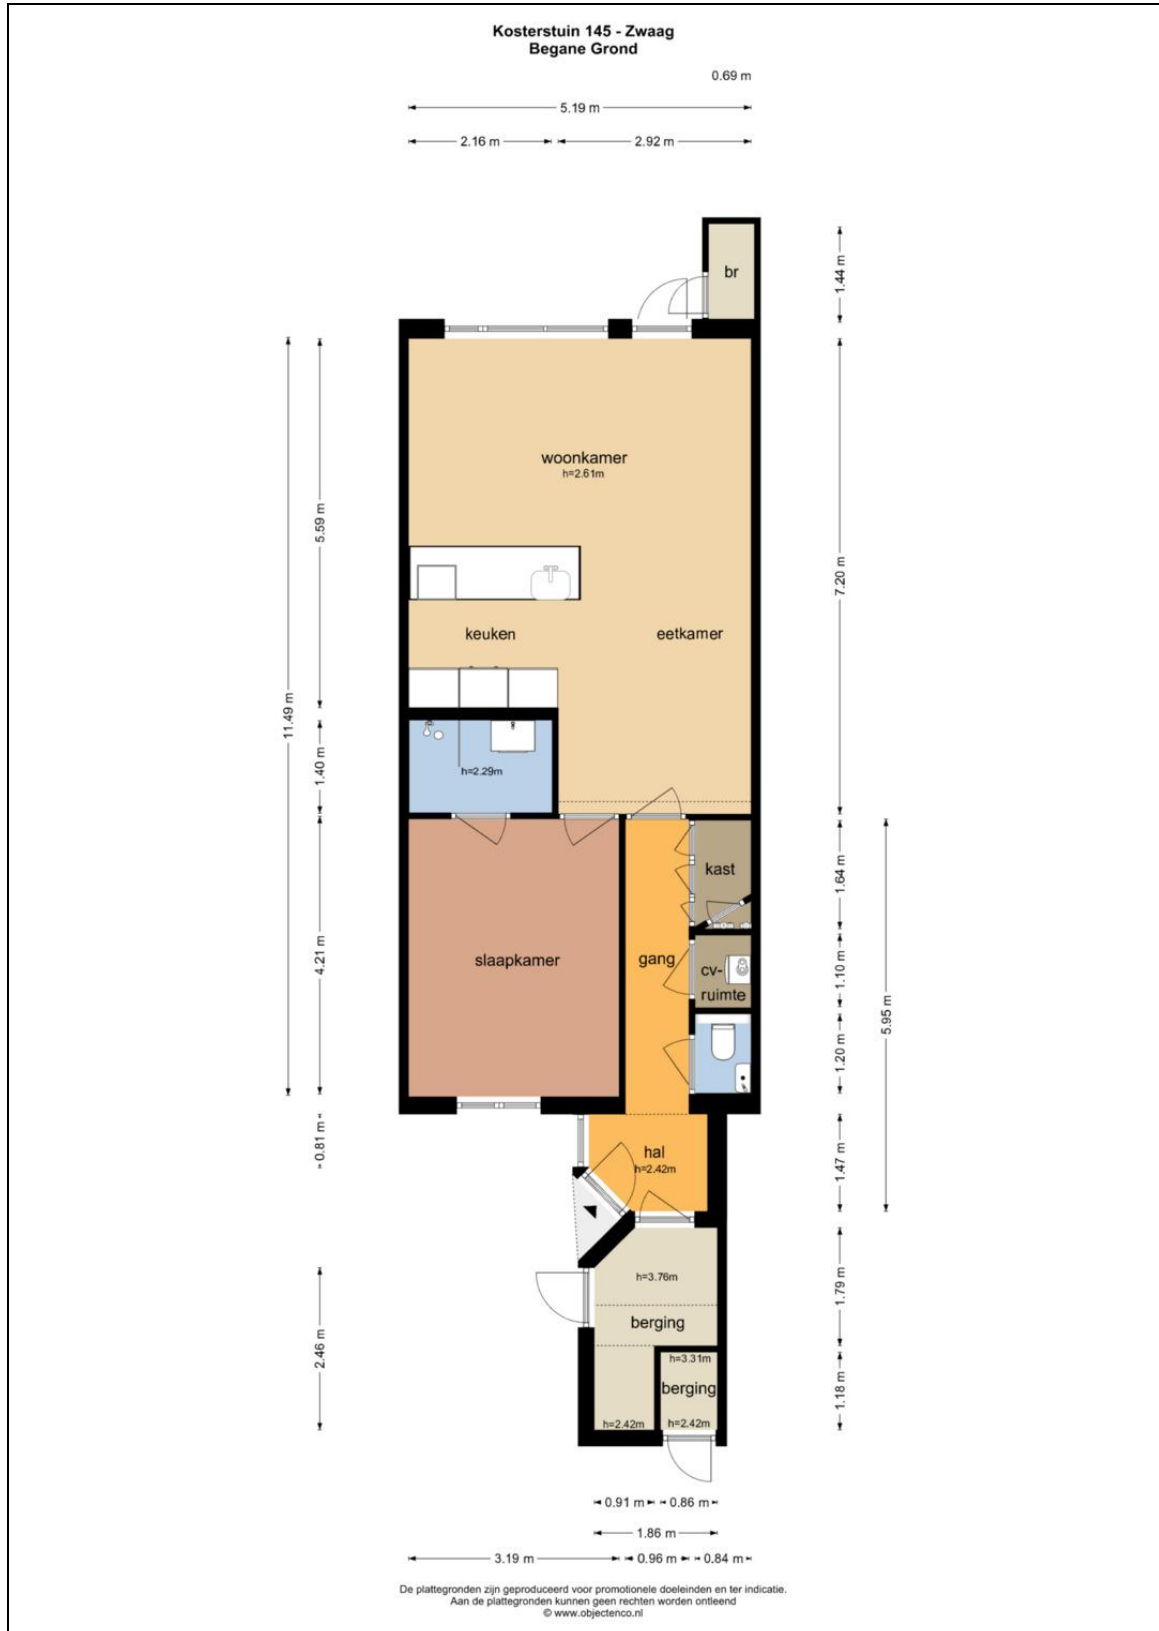 Kosterstuin 145 - Zwaag
Begane Grond
0.69 m
5.19 m
2.16 m
2.92 m
br
1.44 m
woonkamer
h=2.61m
5.59 m
7.20 m
keuken
eetkamer
11.49 m
1.40 m
h=2.29m
kast
1.64 m
slaapkamer
gang
4.21 m
cv-
ruimte
1.10 m
5.95 m
1.20 m
0.81 m
hal
h=2.42m
1.47 m
h=3.76m
1.79 m
berging
2.46 m
h=3.31m
berging
1.18 m
h=2.42m
h=2.42m
0.91 m
0.86 m
1.86 m
3.19 m
0.96 m
0.84 m
De plattegronden zijn geproduceerd voor promotionele doeleinden en ter indicatie.
Aan de plattegronden kunnen geen rechten worden ontleend
© www.objectenco.nl